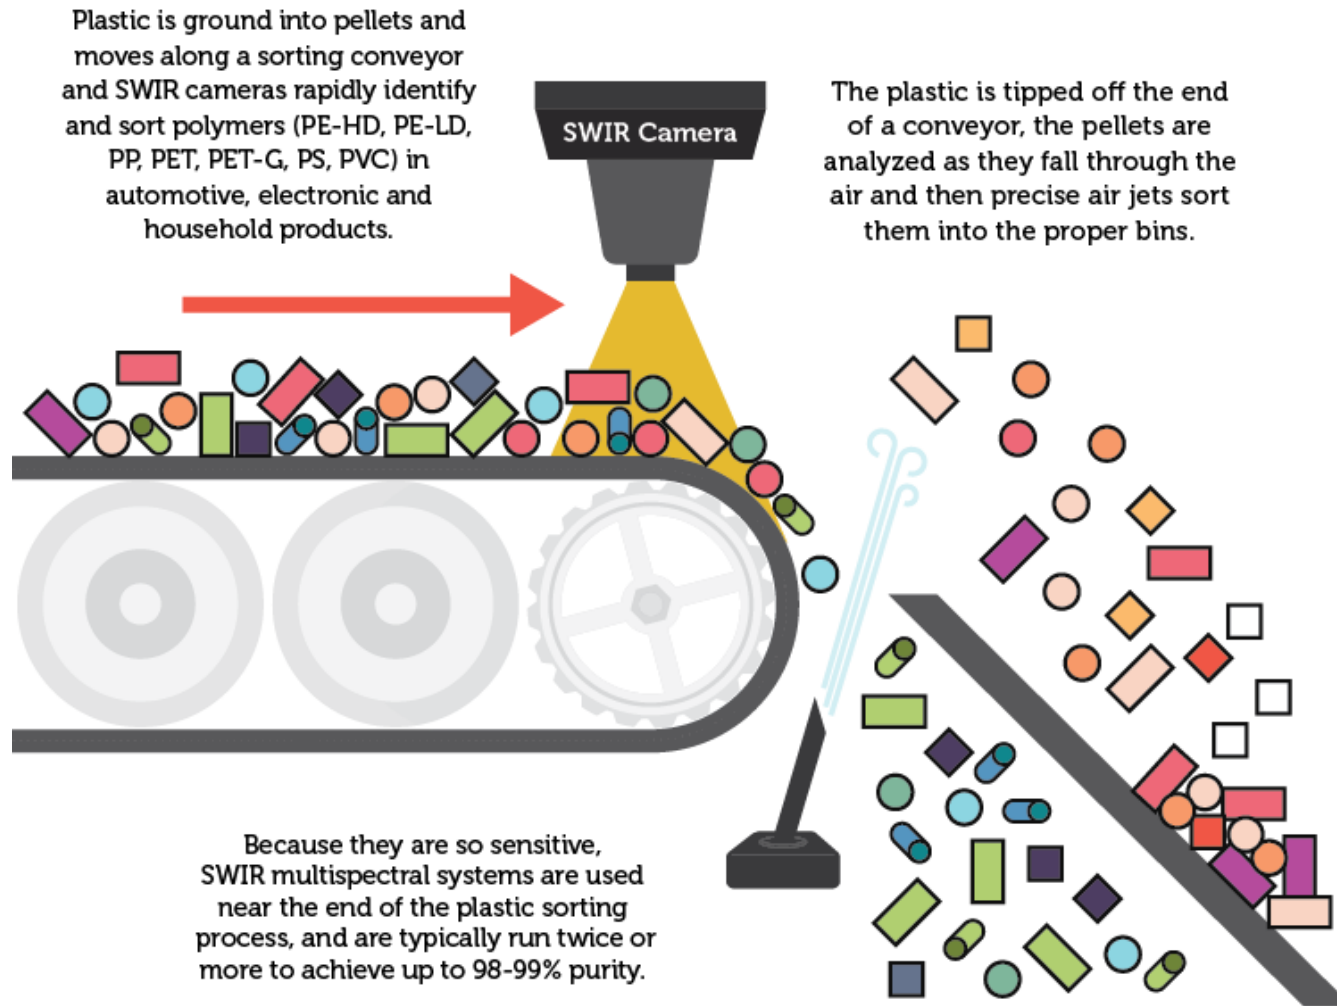 Plastic is ground into pellets and
moves along a sorting conveyor
and SWIR cameras rapidly identify
and sort polymers (PE-HD, PE-LD,
PP, PET, PET-G, PS, PVC) in
automotive, electronic and
household products.
SWIR Camera
The plastic is tipped off the end
of a conveyor, the pellets are
analyzed as they fall through the
air and then precise air jets sort
them into the proper bins.
Because they are so sensitive,
SWIR multispectral systems are used
near the end of the plastic sorting
process, and are typically run twice or
more to achieve up to 98-99% purity.